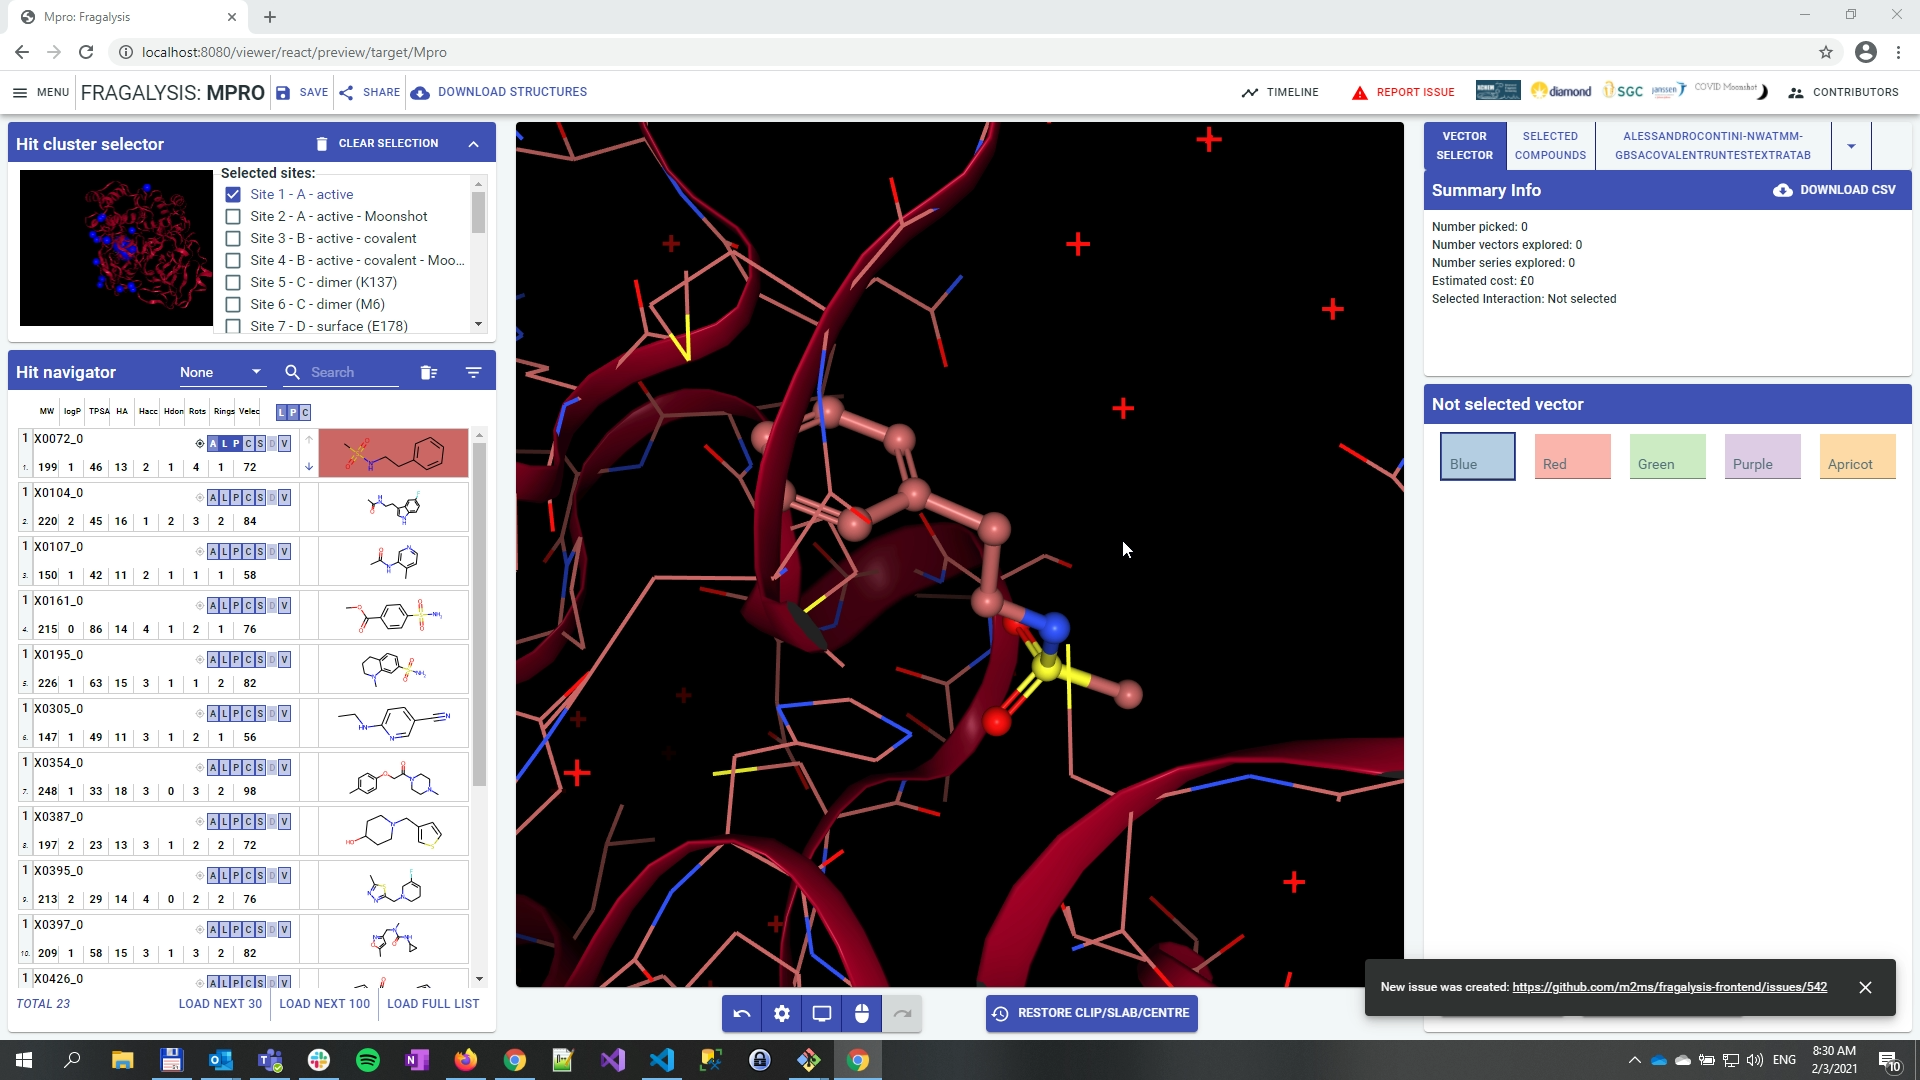 Mpro: Fragalysis
localhost:8080/viewer/react/preview/target/Mpro
MENU FRAGALYSIS: MPRO SAVE SHARE DOWNLOAD STRUCTURES TIMELINE REPORT ISSUE diamond SGC janssen COVID Moonshot CONTRIBUTORS
Hit cluster selector CLEAR SELECTION
Selected sites:
Site 1 - A - active
Site 2 - A - active - Moonshot
Site 3 - B - active - covalent
Site 4 - B - active - covalent - Moo...
Site 5 - C - dimer (K137)
Site 6 - C - dimer (M6)
Site 7 - D - surface (E178)
Hit navigator None Search
MW logP TPSA HA Hacc Hdon Rots Rings Velec L P C
1 X0072_0 A L P C S D V
1. 199 1 46 13 2 1 4 1 72
1 X0104_0 A L P C S D V
2. 220 2 45 16 1 2 3 2 84
1 X0107_0 A L P C S D V
3. 150 1 42 11 2 1 1 1 58
1 X0161_0 A L P C S D V
4. 215 0 86 14 4 1 2 1 76
1 X0195_0 A L P C S D V
5. 226 1 63 15 3 1 1 2 82
1 X0305_0 A L P C S D V
6. 147 1 49 11 3 1 2 1 56
1 X0354_0 A L P C S D V
7. 248 1 33 18 3 0 3 2 98
1 X0387_0 A L P C S D V
8. 197 2 23 13 3 1 2 2 72
1 X0395_0 A L P C S D V
9. 213 2 29 14 4 0 2 2 76
1 X0397_0 A L P C S D V
10. 209 1 58 15 3 1 3 2 82
1 X0426_0 A L P C S D V
TOTAL 23 LOAD NEXT 30 LOAD NEXT 100 LOAD FULL LIST
RESTORE CLIP/SLAB/CENTRE
VECTOR SELECTOR
SELECTED COMPOUNDS
ALESSANDROCONTINI-NWATMM-
GBSACOVALENTRUNTESTEXTRATAB
Summary Info DOWNLOAD CSV
Number picked: 0
Number vectors explored: 0
Number series explored: 0
Estimated cost: £0
Selected Interaction: Not selected
Not selected vector
Blue Red Green Purple Apricot
New issue was created: https://github.com/m2ms/fragalysis-frontend/issues/542
ENG
8:30 AM
2/3/2021
10